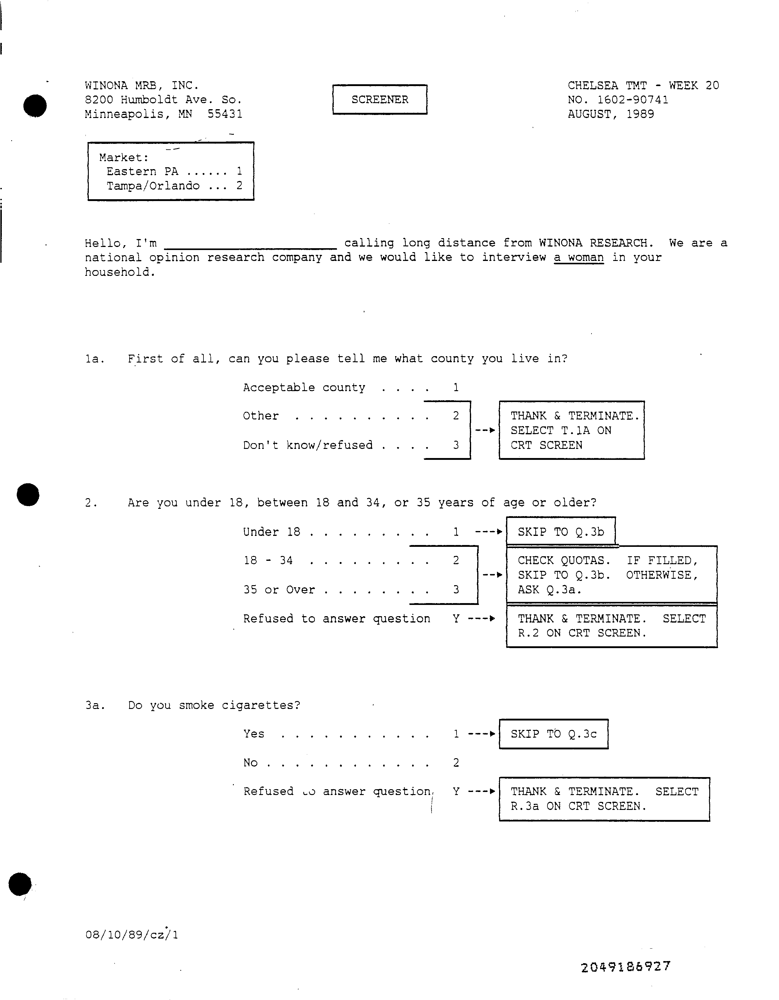 WINONA MRB, INC.
8200 Humboldt Ave. So.
Minneapolis, MN 55431
SCREENER
CHELSEA TMT - WEEK 20
NO. 1602-90741
AUGUST, 1989
Market:
Eastern PA ...... 1
Tampa/Orlando ... 2
Hello, I'm ________________________ calling long distance from WINONA RESEARCH. We are a
national opinion research company and we would like to interview a woman in your
household.
1a. First of all, can you please tell me what county you live in?
Acceptable county . . . . 1
Other . . . . . . . . . . 2
Don't know/refused . . . . 3
-->
THANK & TERMINATE.
SELECT T.1A ON
CRT SCREEN
2. Are you under 18, between 18 and 34, or 35 years of age or older?
Under 18 . . . . . . . . . 1 ---> SKIP TO Q.3b
18 - 34 . . . . . . . . . 2
35 or Over . . . . . . . . 3
-->
CHECK QUOTAS. IF FILLED,
SKIP TO Q.3b. OTHERWISE,
ASK Q.3a.
Refused to answer question Y ---> THANK & TERMINATE. SELECT
R.2 ON CRT SCREEN.
3a. Do you smoke cigarettes?
Yes . . . . . . . . . . . 1 ---> SKIP TO Q.3c
No . . . . . . . . . . . . 2
Refused to answer question. Y ---> THANK & TERMINATE. SELECT
R.3a ON CRT SCREEN.
08/10/89/cz/1
2049186927